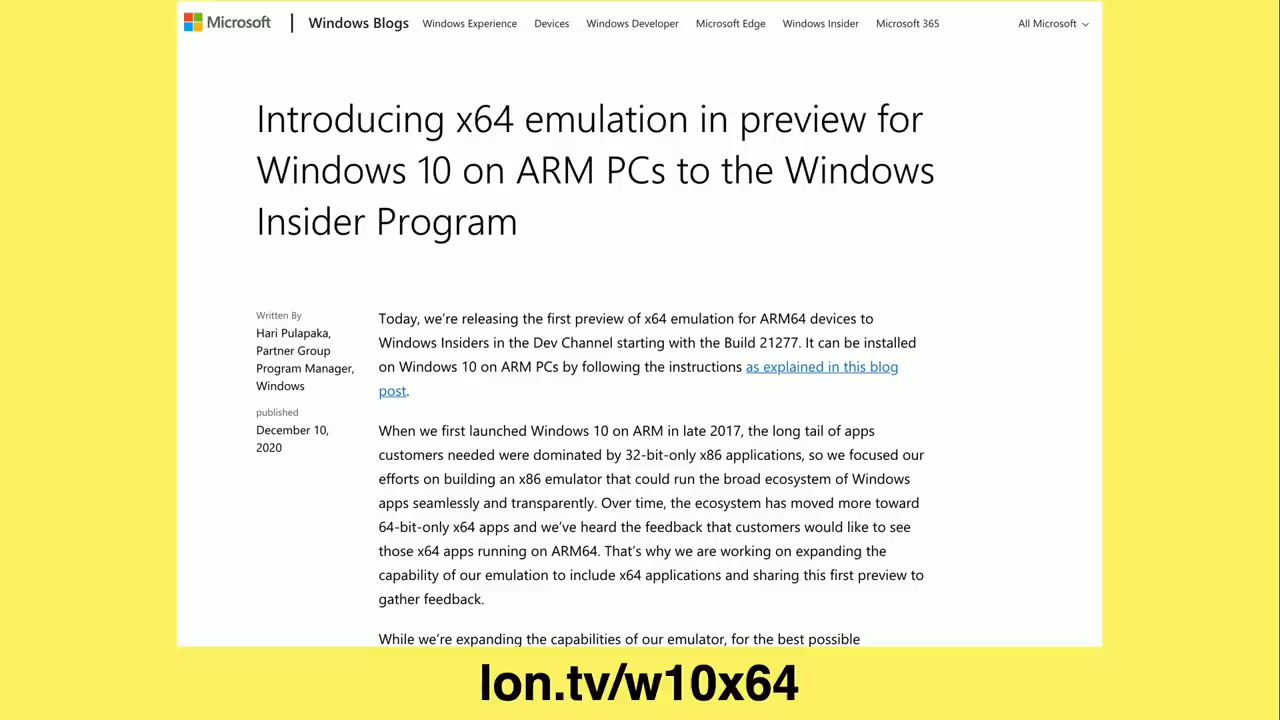 Microsoft | Windows Blogs Windows Experience Devices Windows Developer Microsoft Edge Windows Insider Microsoft 365 All Microsoft
Introducing x64 emulation in preview for
Windows 10 on ARM PCs to the Windows
Insider Program
Written By
Hari Pulapaka,
Partner Group
Program Manager,
Windows
published
December 10,
2020
Today, we’re releasing the first preview of x64 emulation for ARM64 devices to
Windows Insiders in the Dev Channel starting with the Build 21277. It can be installed
on Windows 10 on ARM PCs by following the instructions as explained in this blog
post.
When we first launched Windows 10 on ARM in late 2017, the long tail of apps
customers needed were dominated by 32-bit-only x86 applications, so we focused our
efforts on building an x86 emulator that could run the broad ecosystem of Windows
apps seamlessly and transparently. Over time, the ecosystem has moved more toward
64-bit-only x64 apps and we’ve heard the feedback that customers would like to see
those x64 apps running on ARM64. That’s why we are working on expanding the
capability of our emulation to include x64 applications and sharing this first preview to
gather feedback.
While we’re expanding the capabilities of our emulator, for the best possible
lon.tv/w10x64